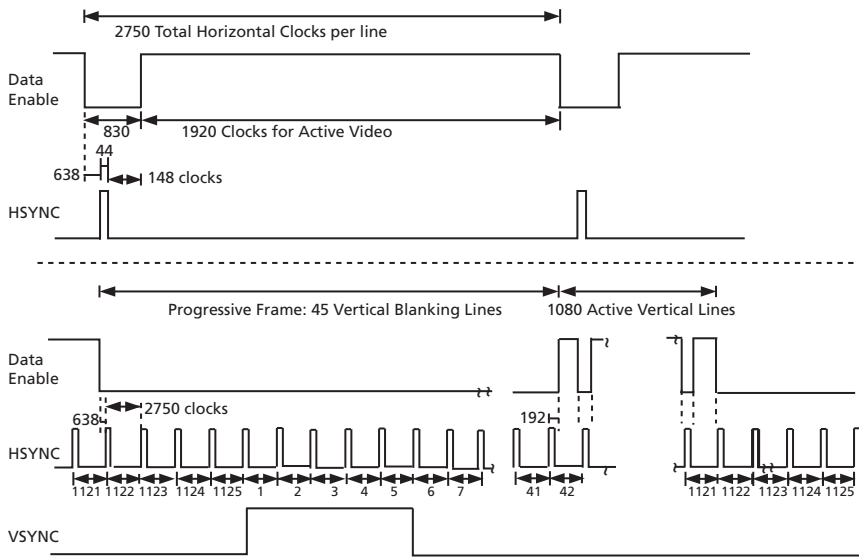 2750 Total Horizontal Clocks per line
Data
Enable
830
1920 Clocks for Active Video
44
638
148 clocks
HSYNC
Progressive Frame: 45 Vertical Blanking Lines
1080 Active Vertical Lines
Data
Enable
2750 clocks
638
192
HSYNC
1121 1122 1123 1124 1125 1 2 3 4 5 6 7 41 42 1121 1122 1123 1124 1125
VSYNC